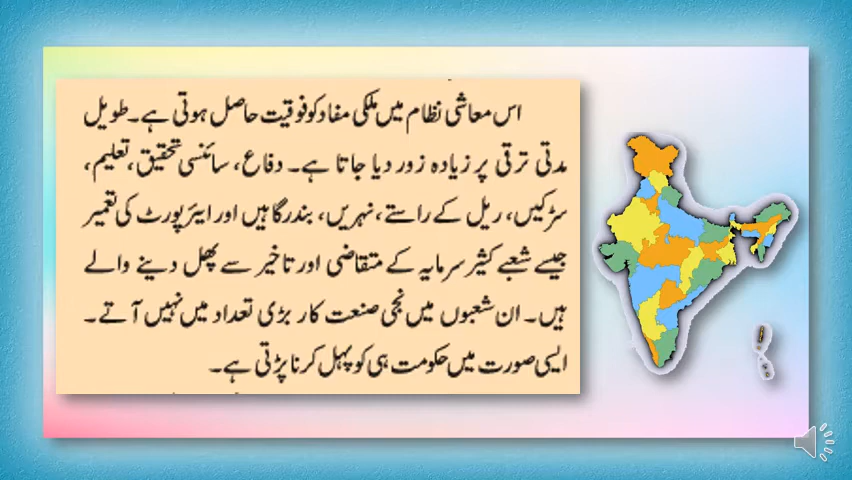 اس معاشی نظام میں ملکی مفاد کو فوقیت حاصل ہوتی ہے۔ طویل
مدتی ترقی پر زیادہ زور دیا جاتا ہے۔ دفاع، سائنسی تحقیق، تعلیم،
سڑکیں، ریل کے راستے، نہریں، بندرگاہیں اور ایئرپورٹ کی تعمیر
جیسے شعبے کثیر سرمایہ کے متقاضی اور تاخیر سے پھل دینے والے
ہیں۔ ان شعبوں میں نجی صنعت کار بڑی تعداد میں نہیں آتے۔
ایسی صورت میں حکومت ہی کو پہل کرنا پڑتی ہے۔